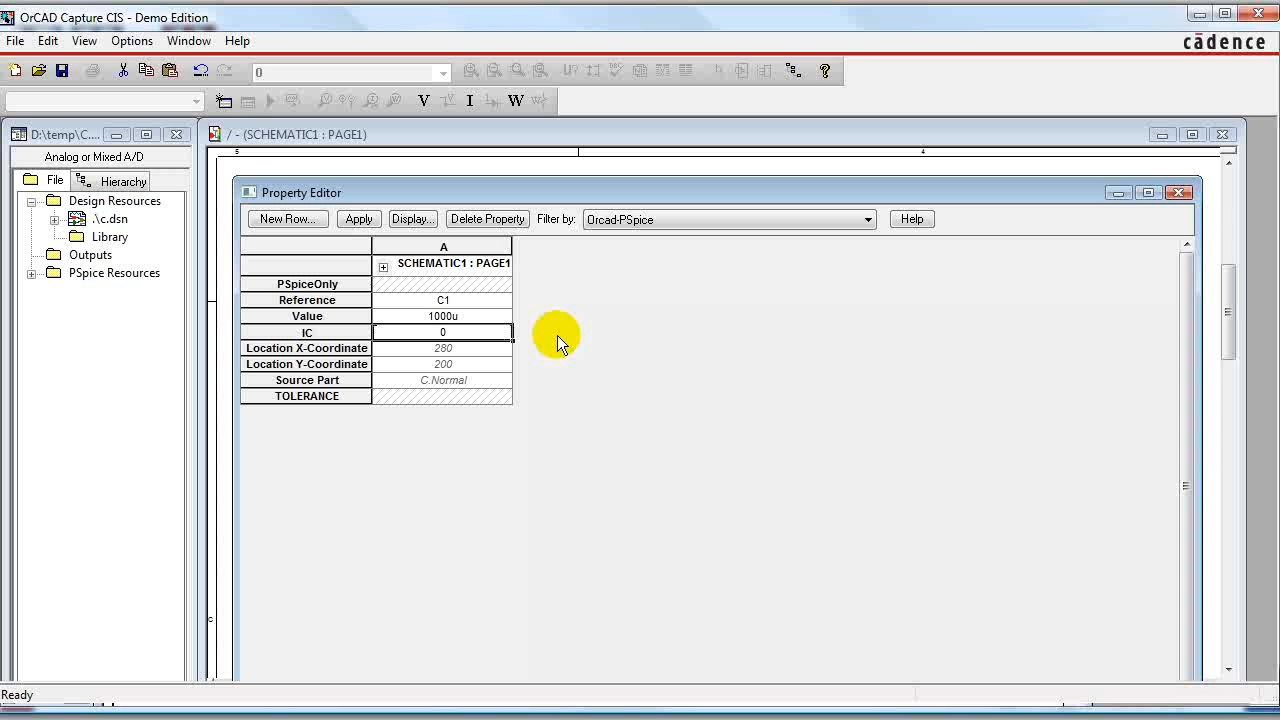 OrCAD Capture CIS - Demo Edition
File Edit View Options Window Help
cādence
0
V I W
D:\temp\C....
/ - (SCHEMATIC1 : PAGE1)
Analog or Mixed A/D
File Hierarchy
Design Resources
.\c.dsn
Library
Outputs
PSpice Resources
5 4
C
Property Editor
New Row... Apply Display... Delete Property Filter by: Orcad-PSpice Help
A
SCHEMATIC1 : PAGE1
PSpiceOnly
Reference C1
Value 1000u
IC 0
Location X-Coordinate 280
Location Y-Coordinate 200
Source Part C.Normal
TOLERANCE
Ready